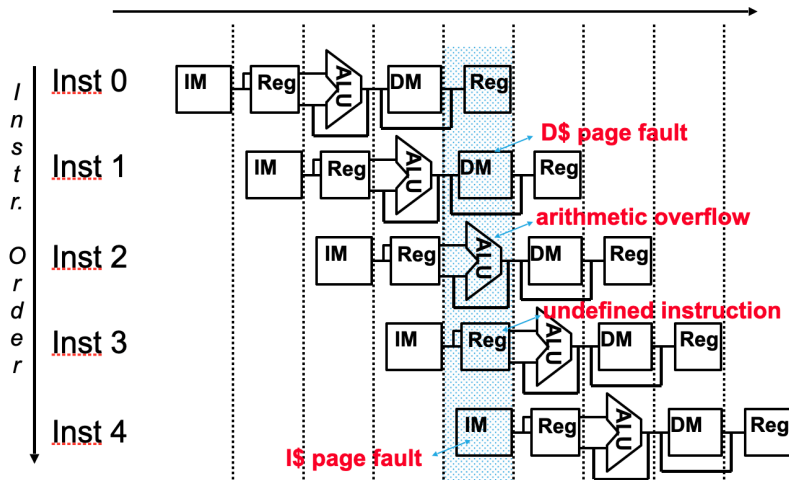 Instr. Order
Inst 0
IM Reg ALU DM Reg
D$ page fault
Inst 1
IM Reg ALU DM Reg
arithmetic overflow
Inst 2
IM Reg ALU DM Reg
undefined instruction
Inst 3
IM Reg ALU DM Reg
Inst 4
IM Reg ALU DM Reg
I$ page fault